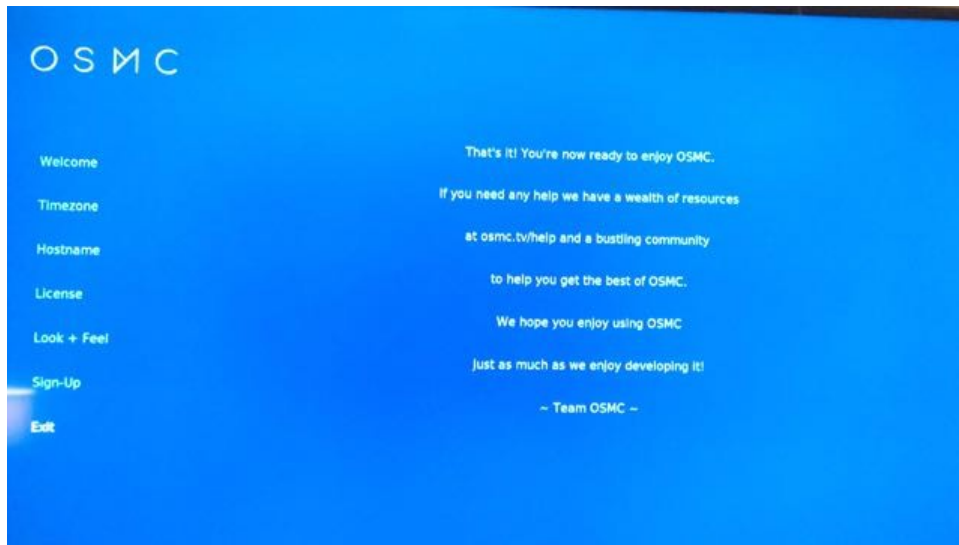 OSMC
Welcome
Timezone
Hostname
License
Look + Feel
Sign-Up
Exit
That's it! You're now ready to enjoy OSMC.
If you need any help we have a wealth of resources
at osmc.tv/help and a bustling community
to help you get the best of OSMC.
We hope you enjoy using OSMC
just as much as we enjoy developing it!
~ Team OSMC ~